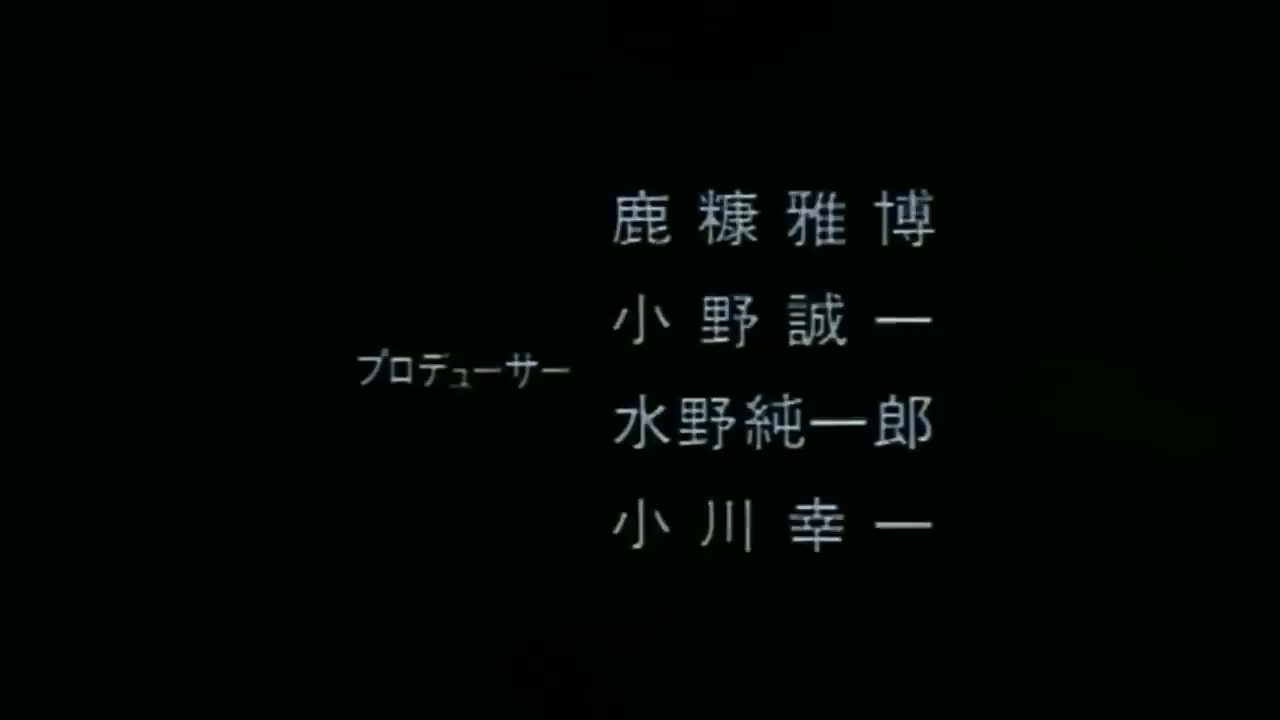 プロデューサー
鹿糠雅博
小野誠一
水野純一郎
小川幸一